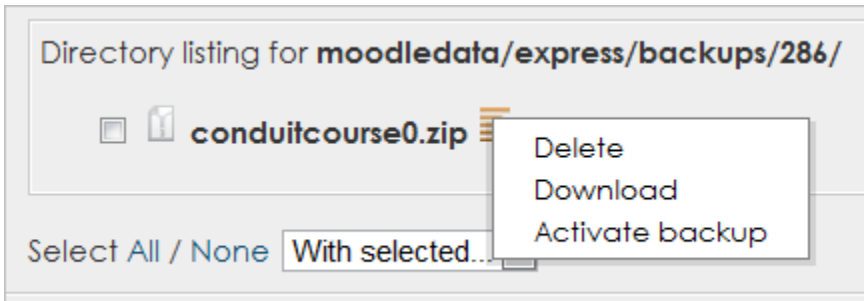 Directory listing for moodledata/express/backups/286/
conduitcourse0.zip
Delete
Download
Activate backup
Select All / None With selected...